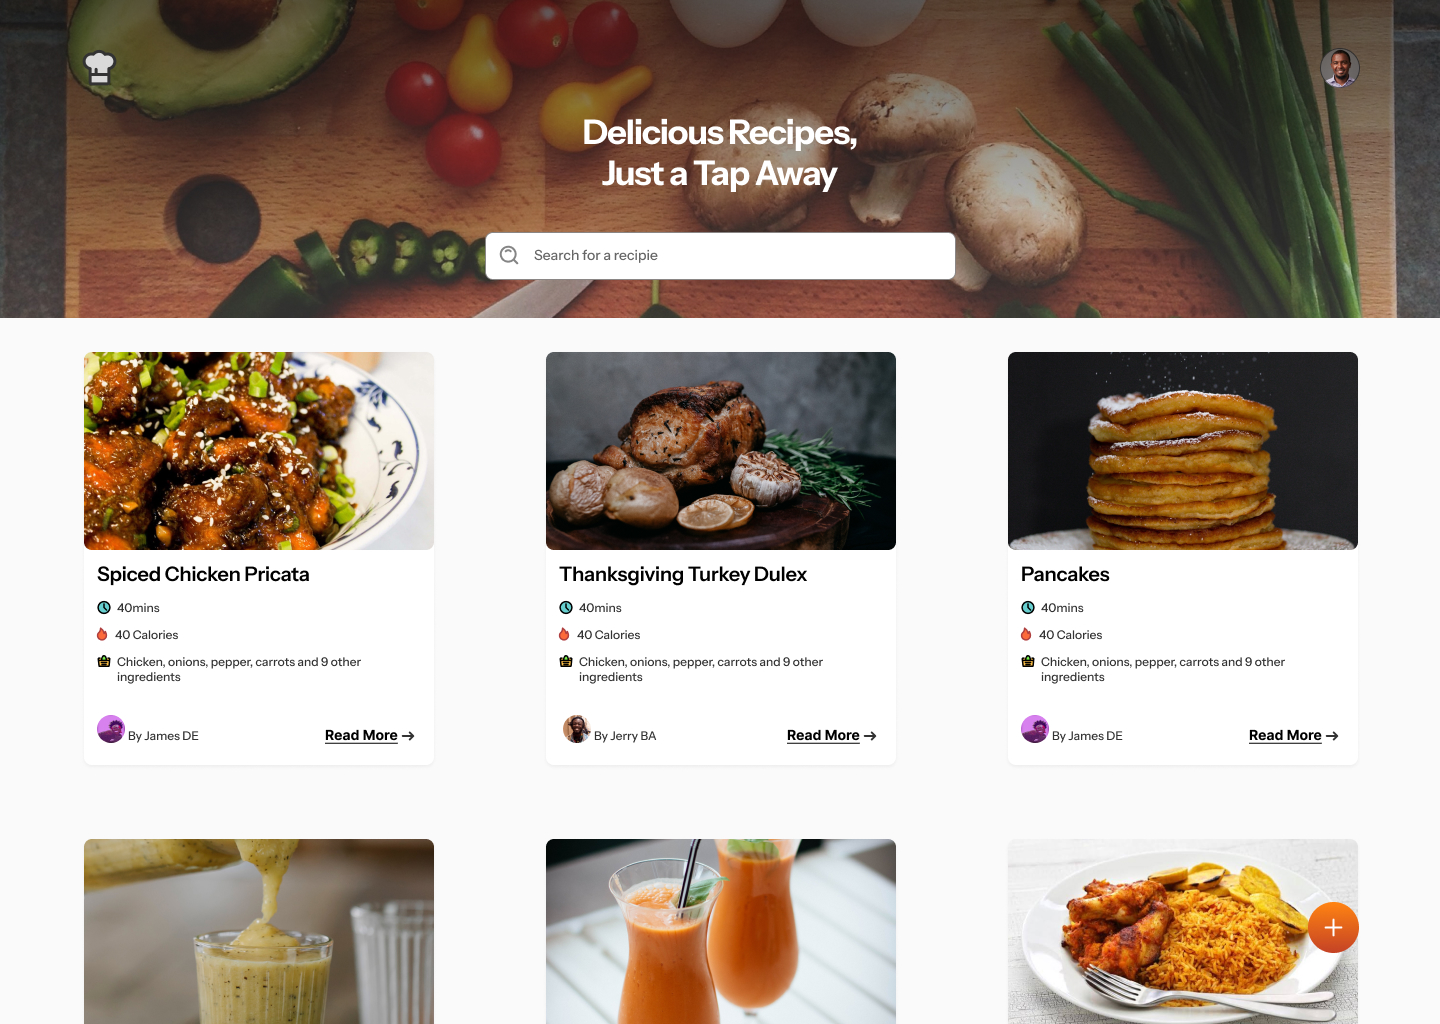 Delicious Recipes,
Just a Tap Away
Search for a recipie
Spiced Chicken Pricata
40mins
40 Calories
Chicken, onions, pepper, carrots and 9 other
ingredients
By James DE
Read More →
Thanksgiving Turkey Dulex
40mins
40 Calories
Chicken, onions, pepper, carrots and 9 other
ingredients
By Jerry BA
Read More →
Pancakes
40mins
40 Calories
Chicken, onions, pepper, carrots and 9 other
ingredients
By James DE
Read More →